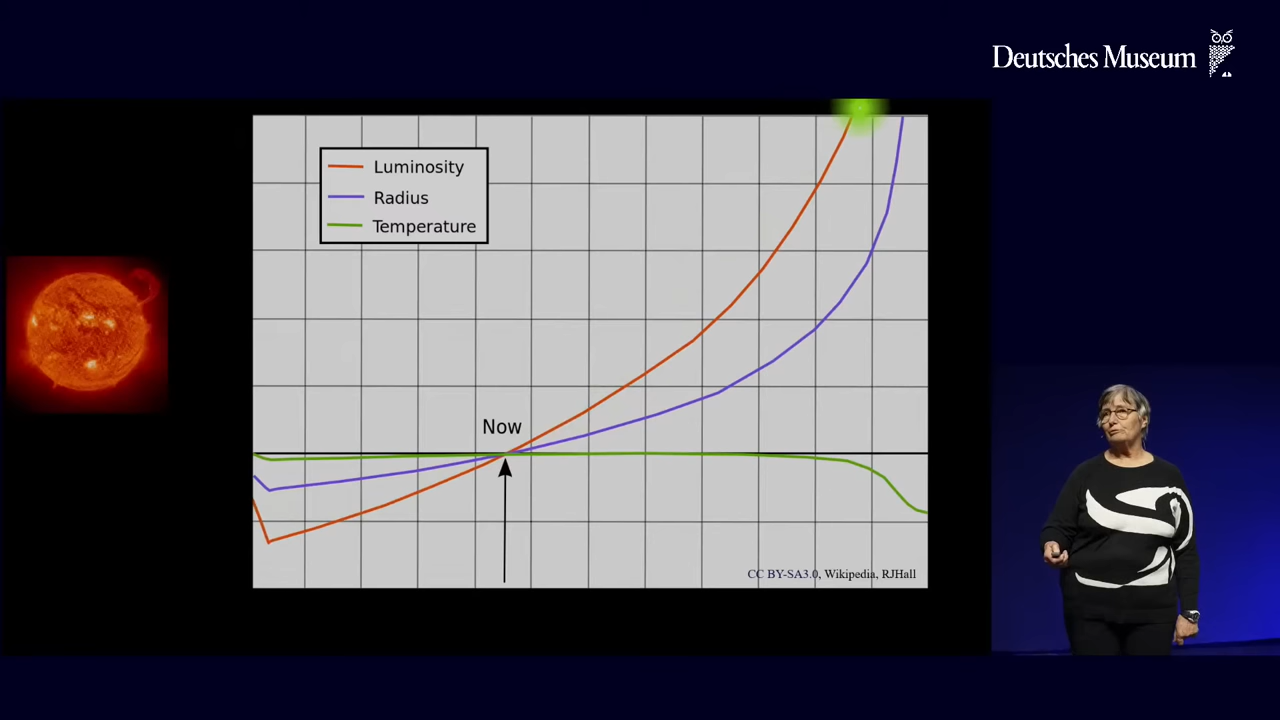 Deutsches Museum
Luminosity
Radius
Temperature
Now
CC BY-SA3.0, Wikipedia, RJHall